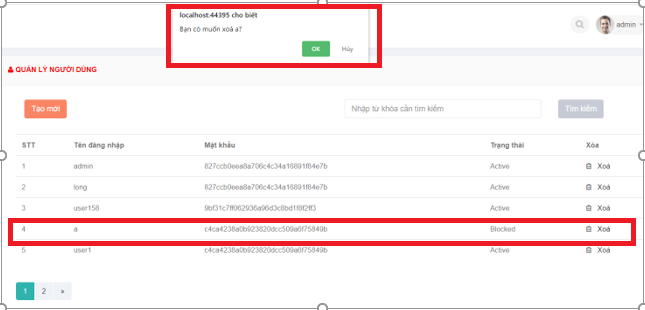 localhost:44395 cho biết
Bạn có muốn xoá a?
OK Hủy
admin
QUẢN LÝ NGƯỜI DÙNG
Tạo mới Nhập từ khóa cần tìm kiếm Tìm kiếm
STT Tên đăng nhập Mật khẩu Trạng thái Xóa
1 admin 827ccb0eea8a706c4c34a16891f84e7b Active Xoá
2 long 827ccb0eea8a706c4c34a16891f84e7b Active Xoá
3 user158 Active Xoá
4 a c4ca4238a0b923820dcc509a6f75849b Blocked Xoá
5 user1 c4ca4238a0b923820dcc509a6f75849b Active Xoá
1 2 »